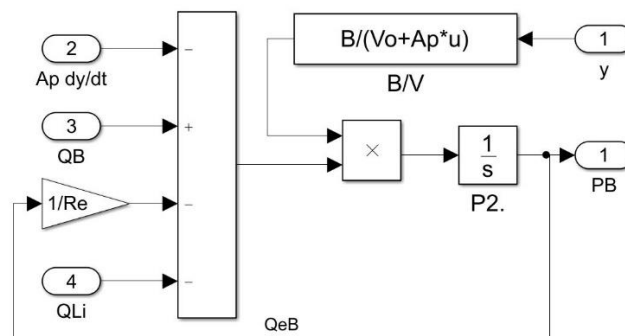 2
Ap dy/dt
−
3
QB
+
1/Re
−
4
QLi
−
B/(Vo+Ap*u)
B/V
1
y
×
1
s
P2.
1
PB
QeB